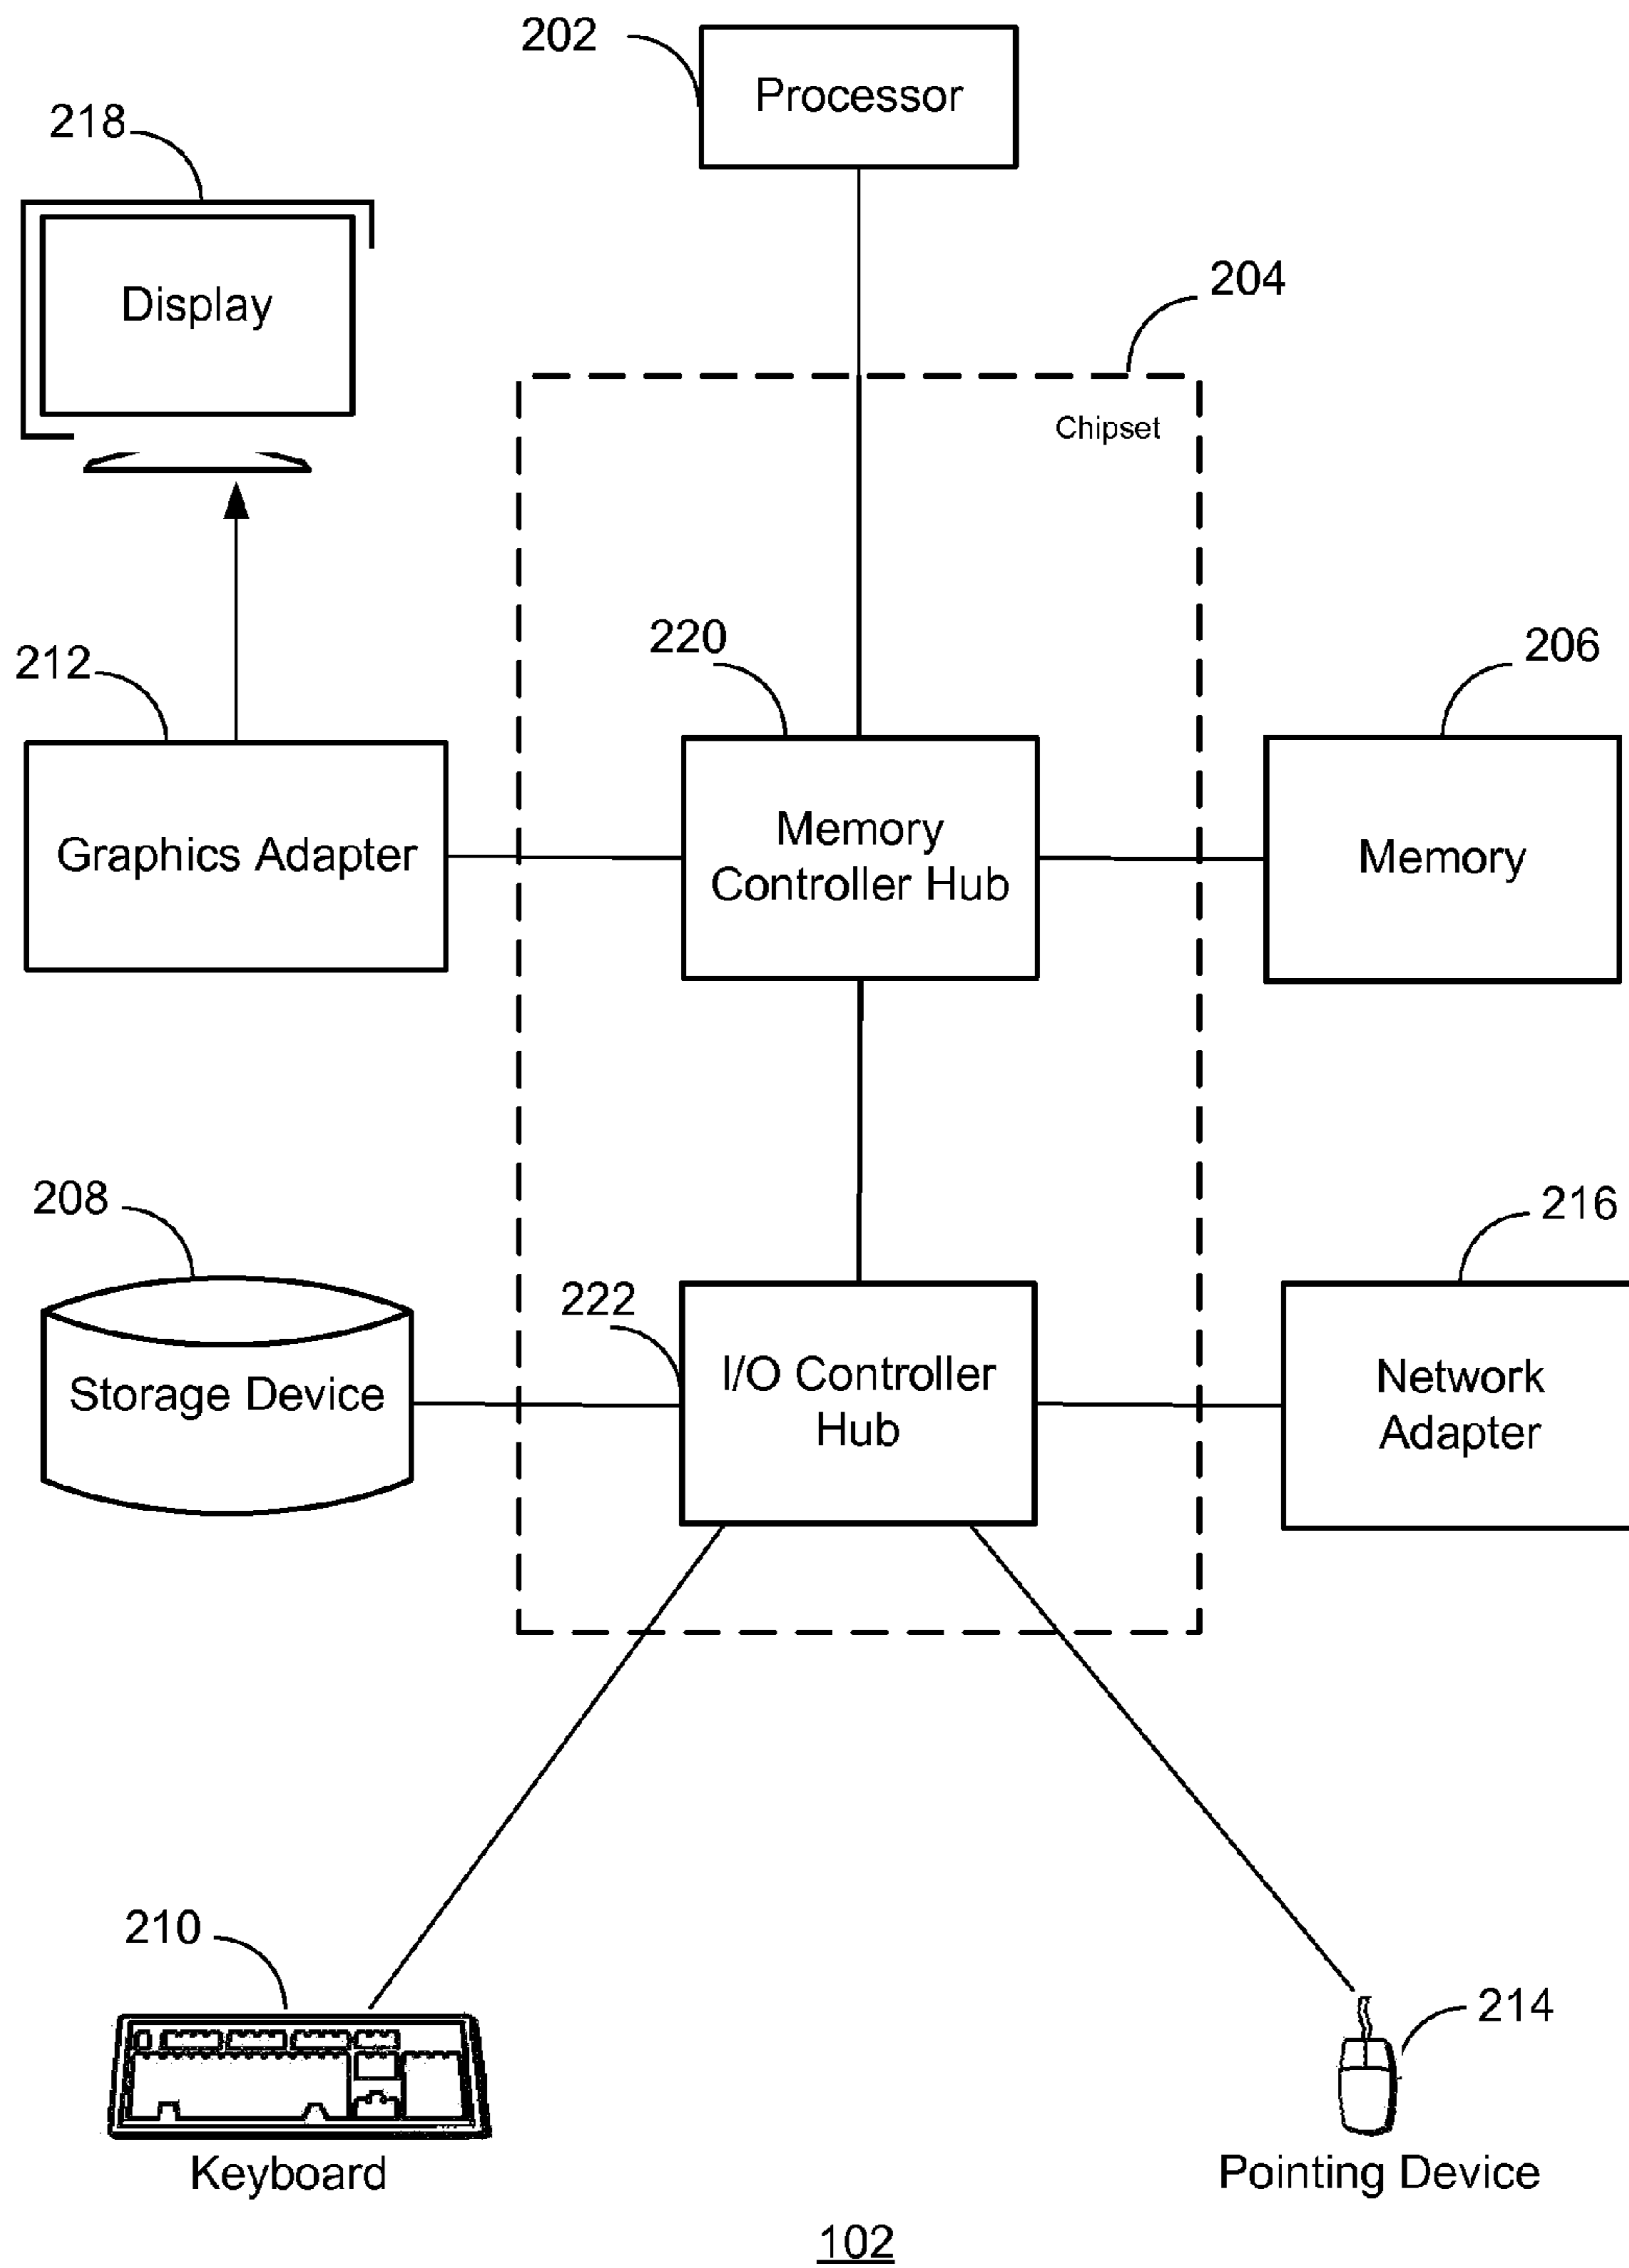 202
Processor
218
Display
204
Chipset
220
206
212
Memory
Controller Hub
Graphics Adapter
Memory
208
216
222
I/O Controller
Hub
Storage Device
Network
Adapter
210
214
Keyboard
Pointing Device
102